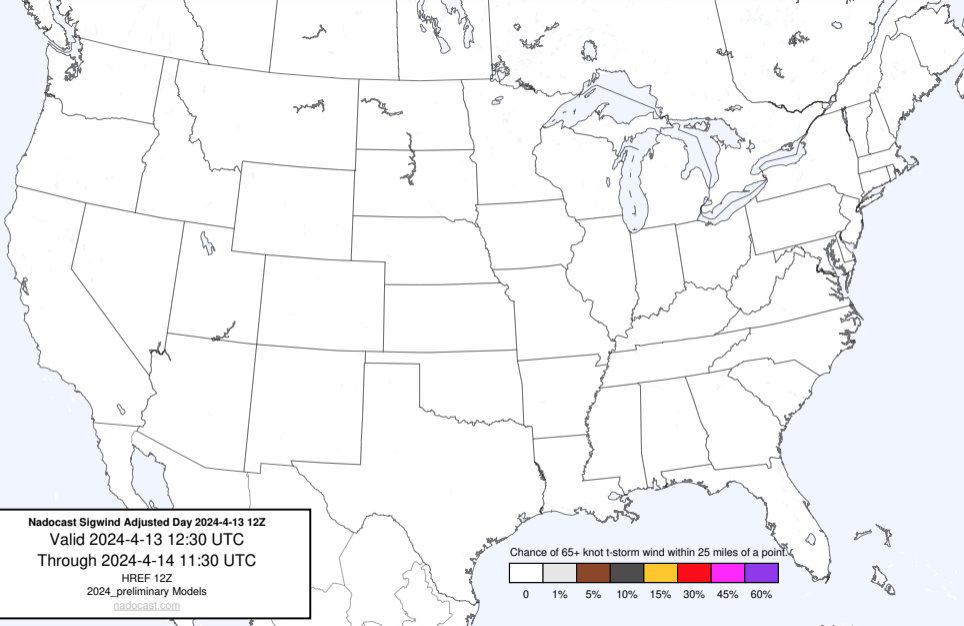 Nadocast Sigwind Adjusted Day 2024-4-13 12Z
Valid 2024-4-13 12:30 UTC
Through 2024-4-14 11:30 UTC
HREF 12Z
2024_preliminary Models
nadocast.com
Chance of 65+ knot t-storm wind within 25 miles of a point.
0 1% 5% 10% 15% 30% 45% 60%